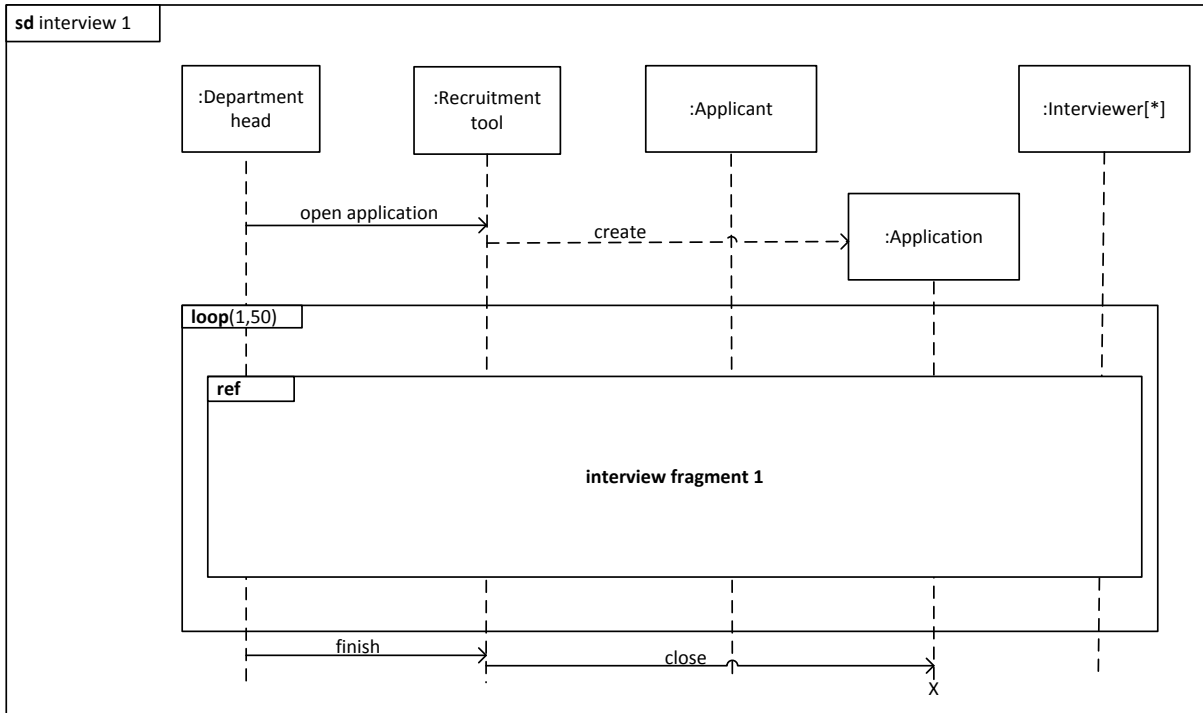 sd interview 1
:Department
head
:Recruitment
tool
:Applicant
:Interviewer[*]
open application
create
:Application
loop(1,50)
ref
interview fragment 1
finish
close
X